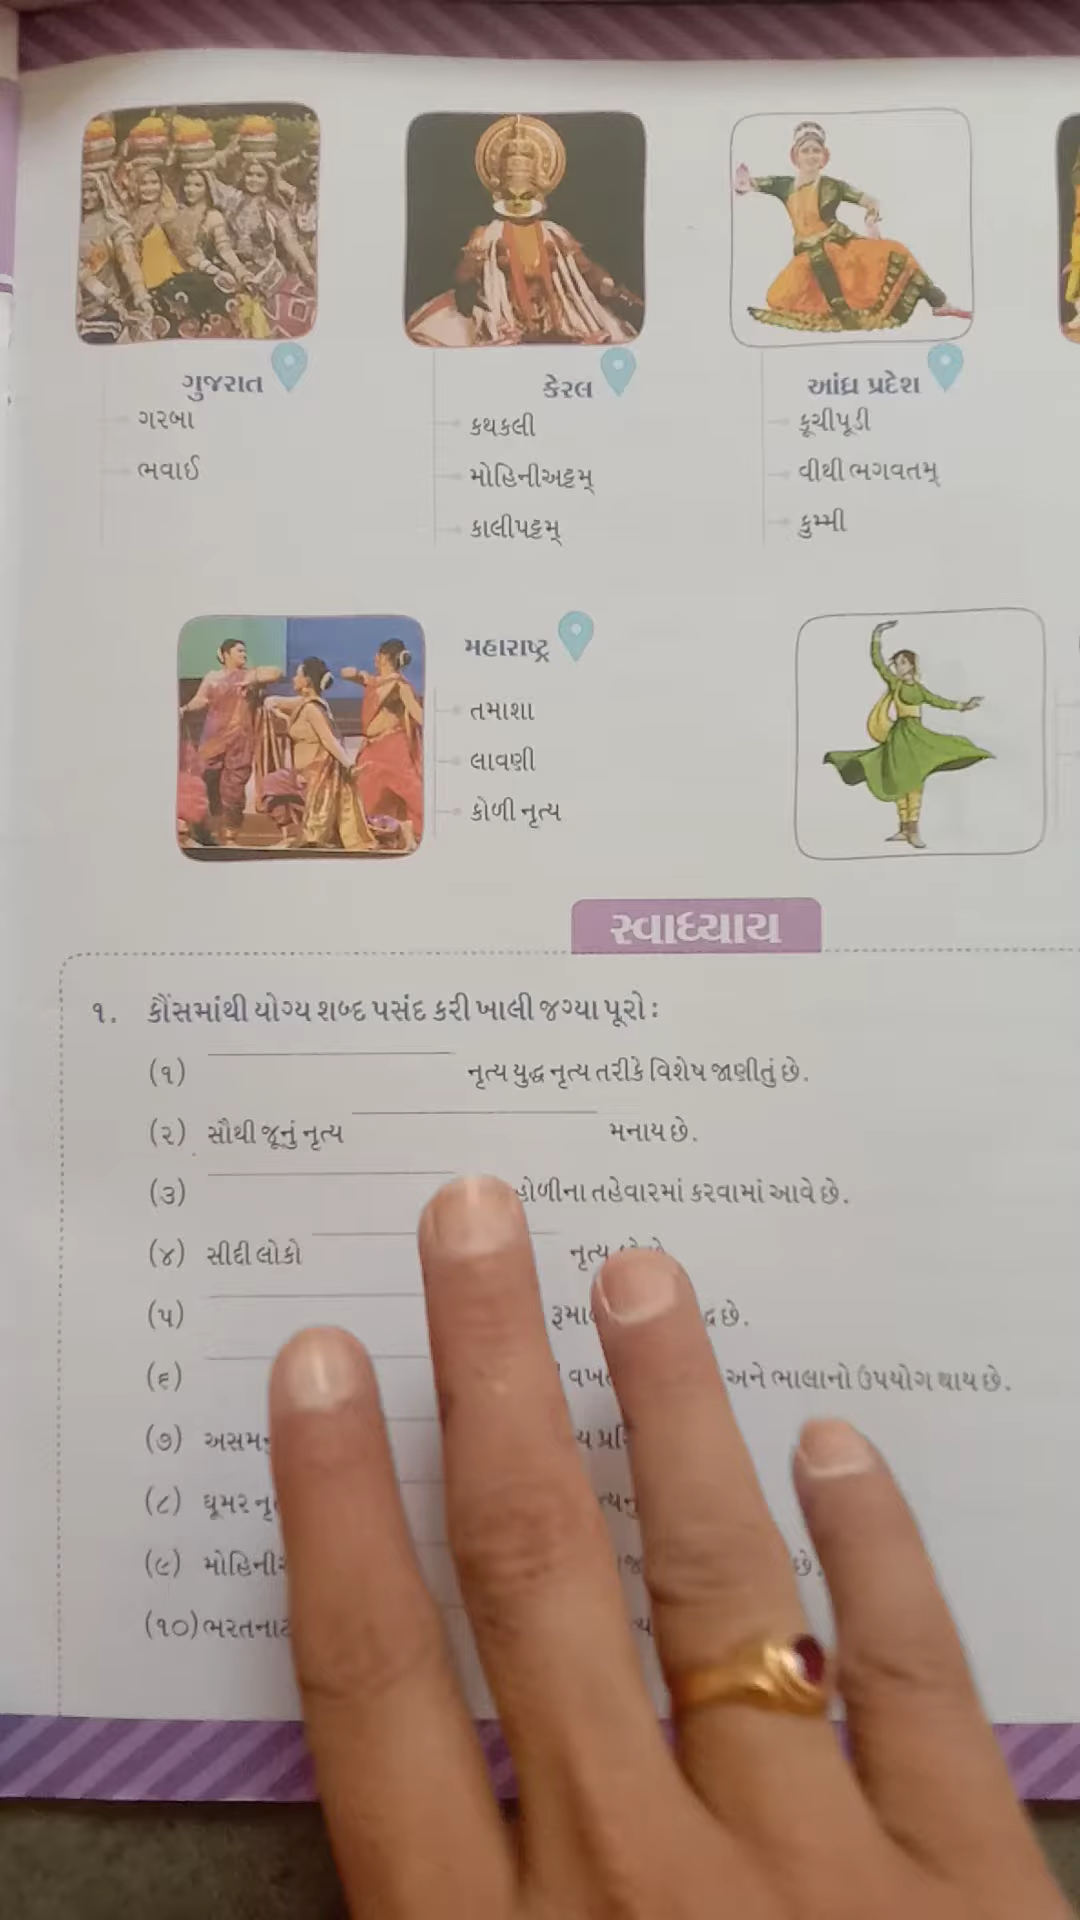 ગુજરાત
ગરબા
ભવાઈ
કેરલ
કથકલી
મોહિનીઅટ્ટમ્
કાલીપટ્ટમ્
આંધ્ર પ્રદેશ
કૂચીપૂડી
વીથી ભગવતમ્
કુમ્મી
મહારાષ્ટ્ર
તમાશા
લાવણી
કોળી નૃત્ય
સ્વાધ્યાય
૧. કૌંસમાંથી યોગ્ય શબ્દ પસંદ કરી ખાલી જગ્યા પૂરો :
(૧) નૃત્ય યુદ્ધ નૃત્ય તરીકે વિશેષ જાણીતું છે.
(૨) સૌથી જૂનું નૃત્ય મનાય છે.
(૩) હોળીના તહેવારમાં કરવામાં આવે છે.
(૪) સીદી લોકો નૃત્ય
(૫) છે.
(૬) અને ભાલાનો ઉપયોગ થાય છે.
(૭)
(૮) ઘૂમર
(૯) છે.
(૧૦)